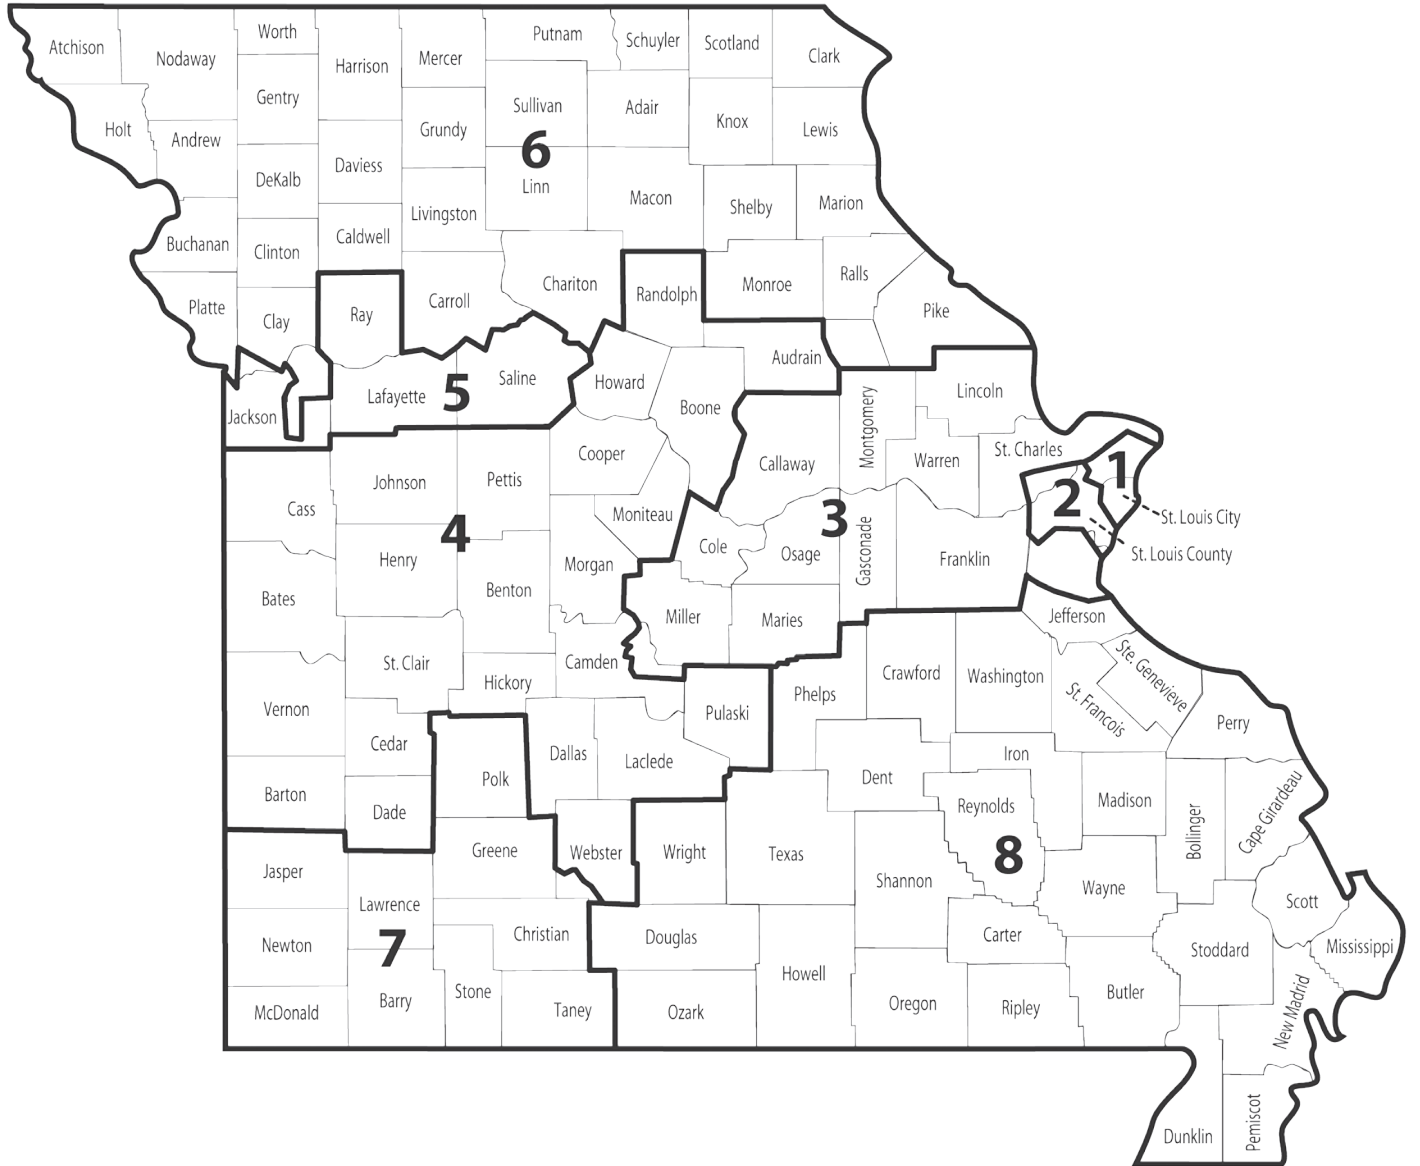 Atchison
Nodaway
Worth
Harrison
Mercer
Putnam
Schuyler
Scotland
Clark
Gentry
Sullivan
Adair
Knox
Lewis
Holt
Andrew
Grundy
6
DeKalb
Daviess
Linn
Macon
Shelby
Marion
Livingston
Buchanan
Clinton
Caldwell
Platte
Clay
Ray
Carroll
Chariton
Randolph
Monroe
Ralls
Pike
Audrain
Jackson
Lafayette
5
Saline
Howard
Boone
Montgomery
Lincoln
Callaway
Warren
St. Charles
1
2
St. Louis City
St. Louis County
Cooper
Cass
Johnson
Pettis
Moniteau
3
4
Cole
Osage
Gasconade
Franklin
Henry
Morgan
Bates
Benton
Miller
Maries
Jefferson
St. Clair
Camden
Hickory
Phelps
Crawford
Washington
Ste. Genevieve
St. Francois
Perry
Vernon
Cedar
Polk
Dallas
Laclede
Pulaski
Dent
Iron
Barton
Dade
Reynolds
Madison
Bollinger
Cape Girardeau
Jasper
Greene
Webster
Wright
Texas
Shannon
8
Wayne
Scott
Lawrence
7
Newton
Christian
Douglas
Carter
Stoddard
Mississippi
McDonald
Barry
Stone
Taney
Ozark
Howell
Oregon
Ripley
Butler
New Madrid
Dunklin
Pemiscot